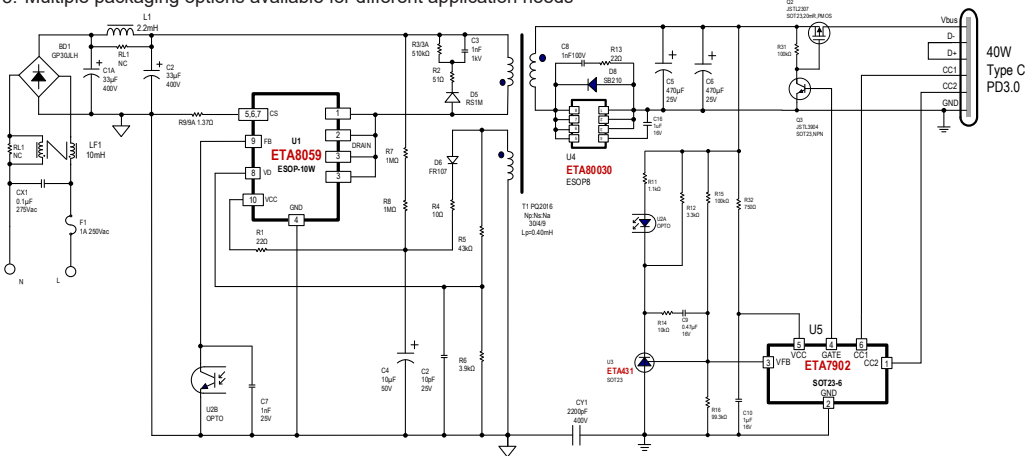 Multiple packaging options available for different application needs
L1
2.2mH
BD1
GP30JLH
RL1
NC
C1A
33μF
400V
C2
33μF
400V
R9/9A 1.37Ω
RL1
NC
LF1
10mH
CX1
0.1μF
275Vac
F1
1A 250Vac
N
L
5,6,7
CS
9
FB
8
VD
10
VCC
U1
ETA8059
ESOP-10W
GND
4
1
2
DRAIN
3
3
R1
22Ω
U2B
OPTO
C7
1nF
25V
R3/3A
510kΩ
C3
1nF
1kV
R2
51Ω
D5
RS1M
R7
1MΩ
R8
1MΩ
D6
FR107
R4
10Ω
R5
43kΩ
R6
3.9kΩ
C4
10μF
50V
C2
10pF
25V
T1 PQ2016
Np:Ns:Na
30/4/9
Lp=0.40mH
CY1
2200pF
400V
C8
1nF100V
R13
22Ω
D8
SB210
U4
ETA80030
ESOP8
C5
470μF
25V
C6
470μF
25V
C16
1μF
16V
R11
1.1kΩ
U2A
OPTO
R12
3.3kΩ
R15
100kΩ
R32
750Ω
R14
10kΩ
C9
0.47μF
16V
U3
ETA431
SOT23
R16
99.3kΩ
C10
1μF
16V
Q2
JSTL2307
SOT23,20mR,PMOS
R31
100kΩ
Q3
JSTL3904
SOT23,NPN
Vbus
D-
D+
CC1
CC2
GND
40W
Type C
PD3.0
U5
5
4
6
VCC
GATE
CC1
3
VFB
CC2
1
ETA7902
SOT23-6
GND
2